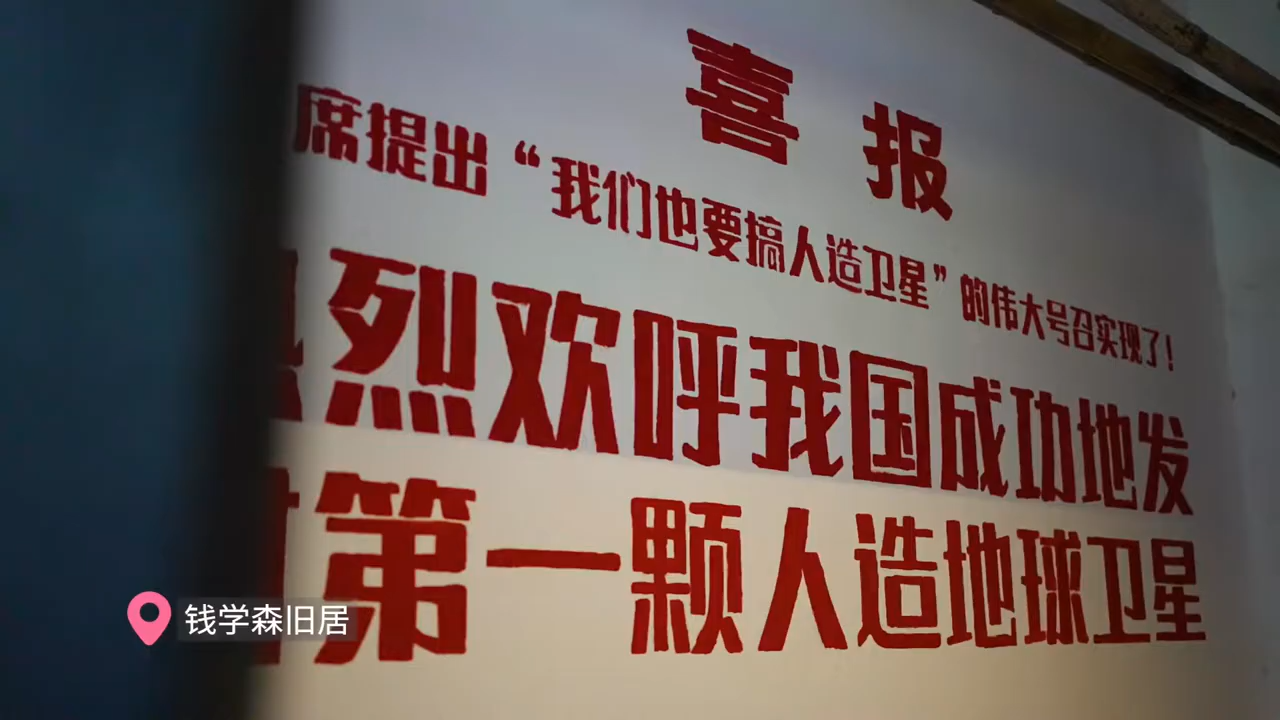 喜报
席提出“我们也要搞人造卫星”的伟大号召实现了！
烈欢呼我国成功地发
第一颗人造地球卫星
钱学森旧居